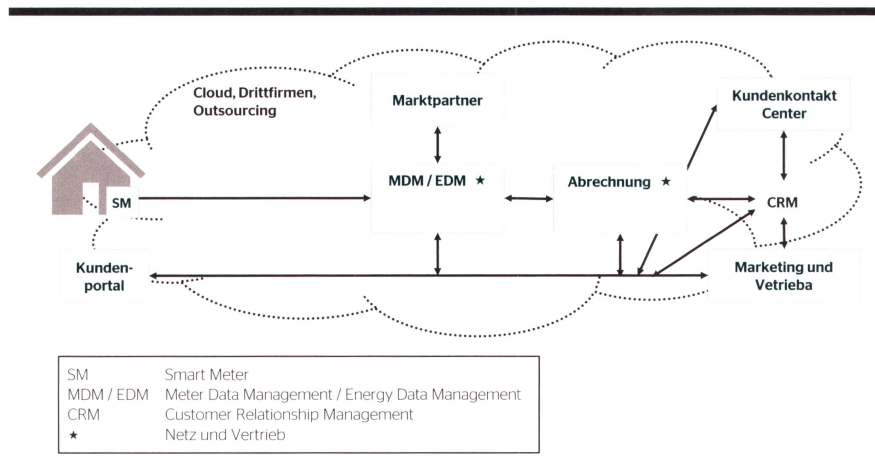 Cloud, Drittfirmen,
Outsourcing
Marktpartner
Kundenkontakt
Center
MDM / EDM ★
Abrechnung ★
SM
CRM
Kunden-
portal
Marketing und
Vetrieba
SM Smart Meter
MDM / EDM Meter Data Management / Energy Data Management
CRM Customer Relationship Management
★ Netz und Vertrieb